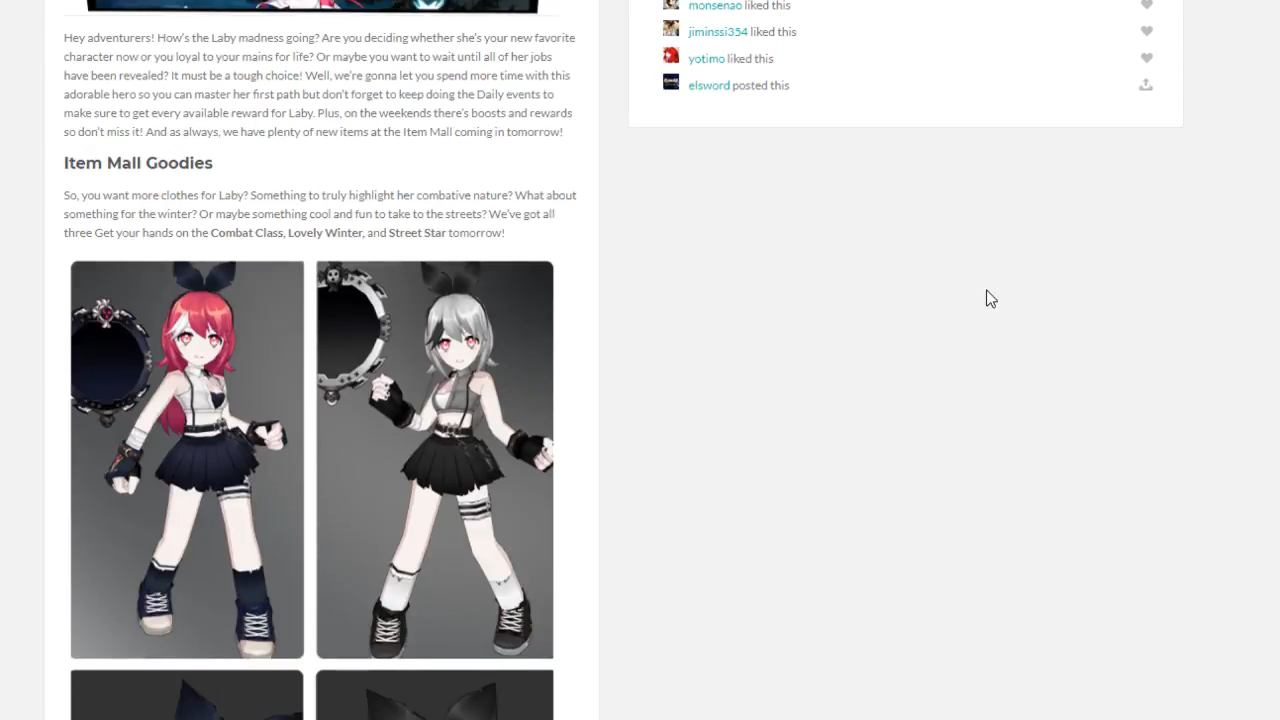 Hey adventurers! How's the Laby madness going? Are you deciding whether she's your new favorite
character now or you loyal to your mains for life? Or maybe you want to wait until all of her jobs
have been revealed? It must be a tough choice! Well, we're gonna let you spend more time with this
adorable hero so you can master her first path but don't forget to keep doing the Daily events to
make sure to get every available reward for Laby. Plus, on the weekends there's boosts and rewards
so don't miss it! And as always, we have plenty of new items at the Item Mall coming in tomorrow!
Item Mall Goodies
So, you want more clothes for Laby? Something to truly highlight her combative nature? What about
something for the winter? Or maybe something cool and fun to take to the streets? We've got all
three Get your hands on the Combat Class, Lovely Winter, and Street Star tomorrow!
monsenao liked this
jiminssi354 liked this
yotimo liked this
elsword posted this